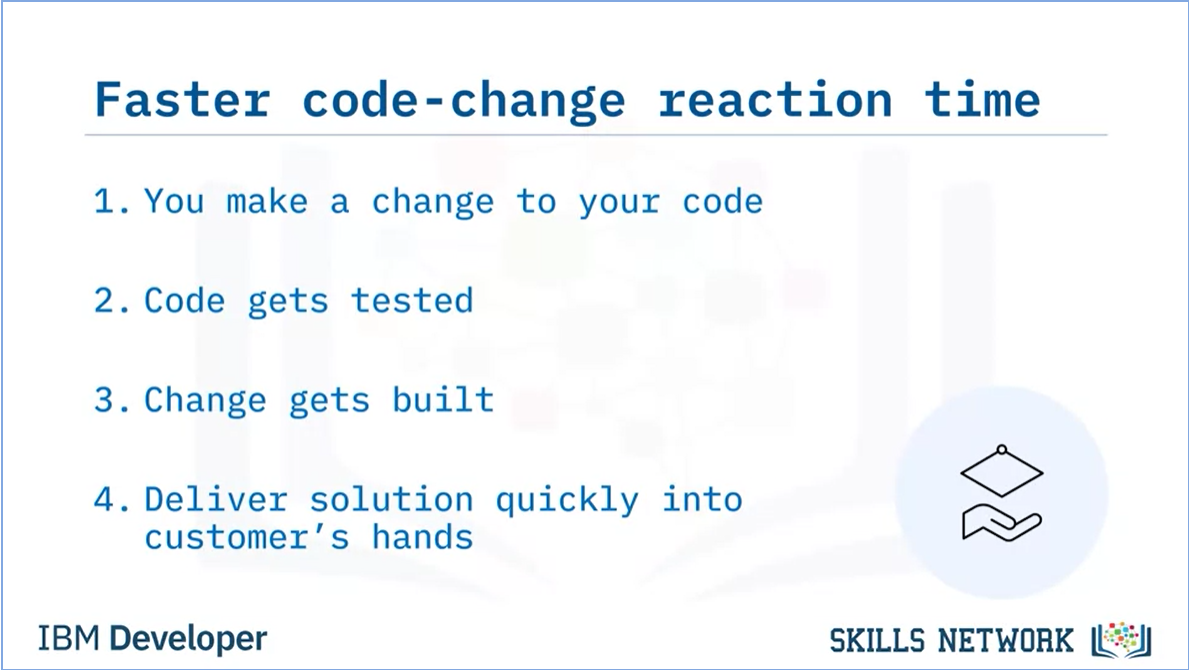 Faster code-change reaction time
1. You make a change to your code
2. Code gets tested
3. Change gets built
4. Deliver solution quickly into
customer’s hands
IBM Developer
SKILLS NETWORK